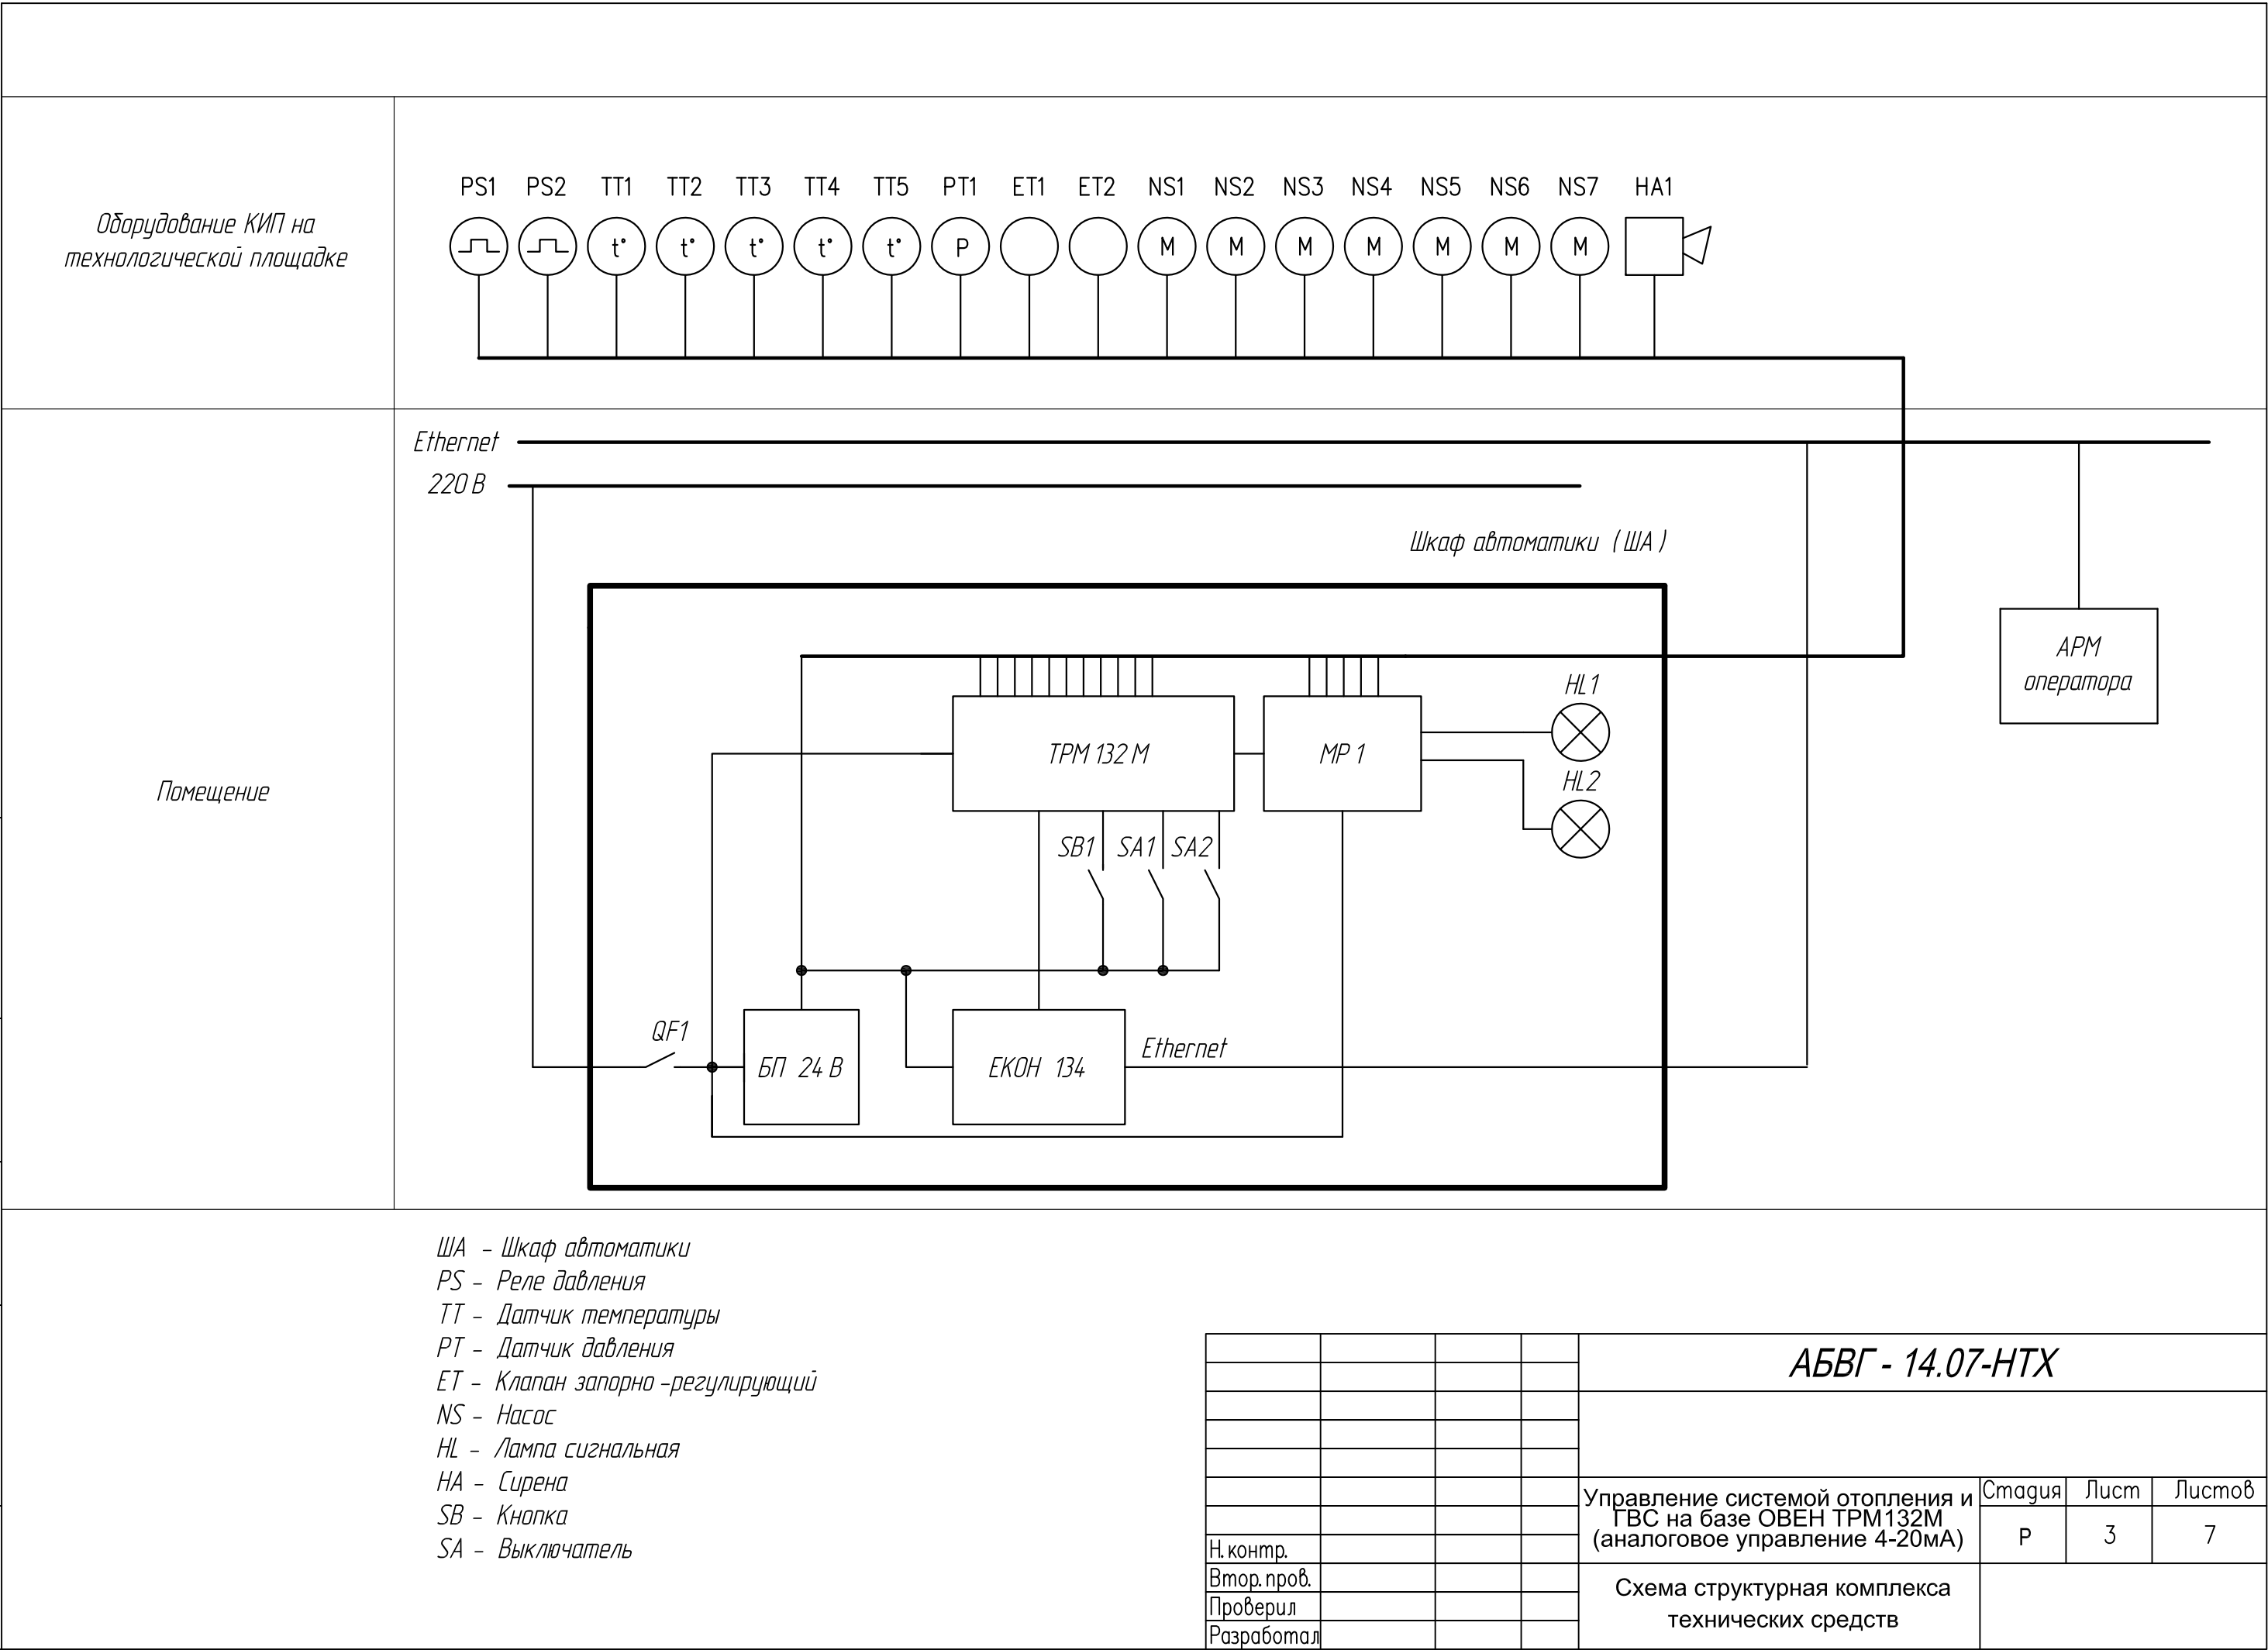 PS1 PS2 TT1 TT2 TT3 TT4 TT5 PT1 ET1 ET2 NS1 NS2 NS3 NS4 NS5 NS6 NS7 HA1
Оборудование КИП на
технологической площадке
t° t° t° t° t° P M M M M M M M
Ethernet
220 В
Шкаф автоматики (ША)
АРМ
оператора
HL1
ТРМ 132 М
МР 1
HL2
Помещение
SB1 SA1 SA2
QF1
Ethernet
БП 24 В
ЕКОН 134
ША - Шкаф автоматики
PS - Реле давления
TT - Датчик температуры
PT - Датчик давления
ET - Клапан запорно-регулирующий
NS - Насос
HL - Лампа сигнальная
HA - Сирена
SB - Кнопка
SA - Выключатель
АБВГ - 14.07-НТХ
Управление системой отопления и
ГВС на базе ОВЕН ТРМ132М
(аналоговое управление 4-20мА)
Стадия Лист Листов
Р 3 7
Н. контр.
Втор. пров.
Проверил
Разработал
Схема структурная комплекса
технических средств